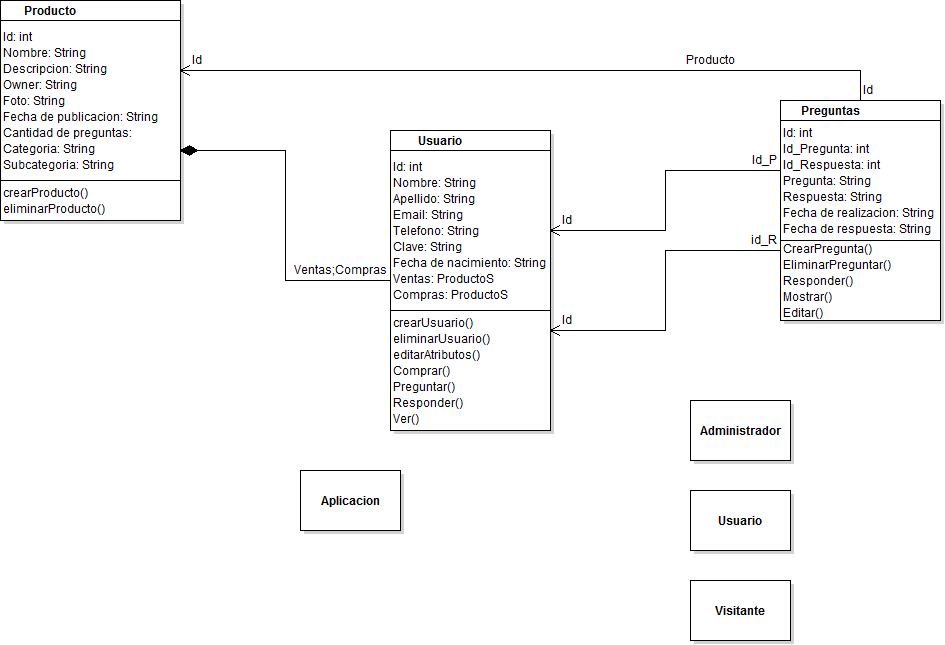 Producto
Id: int
Nombre: String
Descripcion: String
Owner: String
Foto: String
Fecha de publicacion: String
Cantidad de preguntas:
Categoria: String
Subcategoria: String
crearProducto()
eliminarProducto()
Id
Producto
Id
Ventas;Compras
Usuario
Id: int
Nombre: String
Apellido: String
Email: String
Telefono: String
Clave: String
Fecha de nacimiento: String
Ventas: ProductoS
Compras: ProductoS
crearUsuario()
eliminarUsuario()
editarAtributos()
Comprar()
Preguntar()
Responder()
Ver()
Id
Id_P
Id
id_R
Preguntas
Id: int
Id_Pregunta: int
Id_Respuesta: int
Pregunta: String
Respuesta: String
Fecha de realizacion: String
Fecha de respuesta: String
CrearPregunta()
EliminarPreguntar()
Responder()
Mostrar()
Editar()
Aplicacion
Administrador
Usuario
Visitante